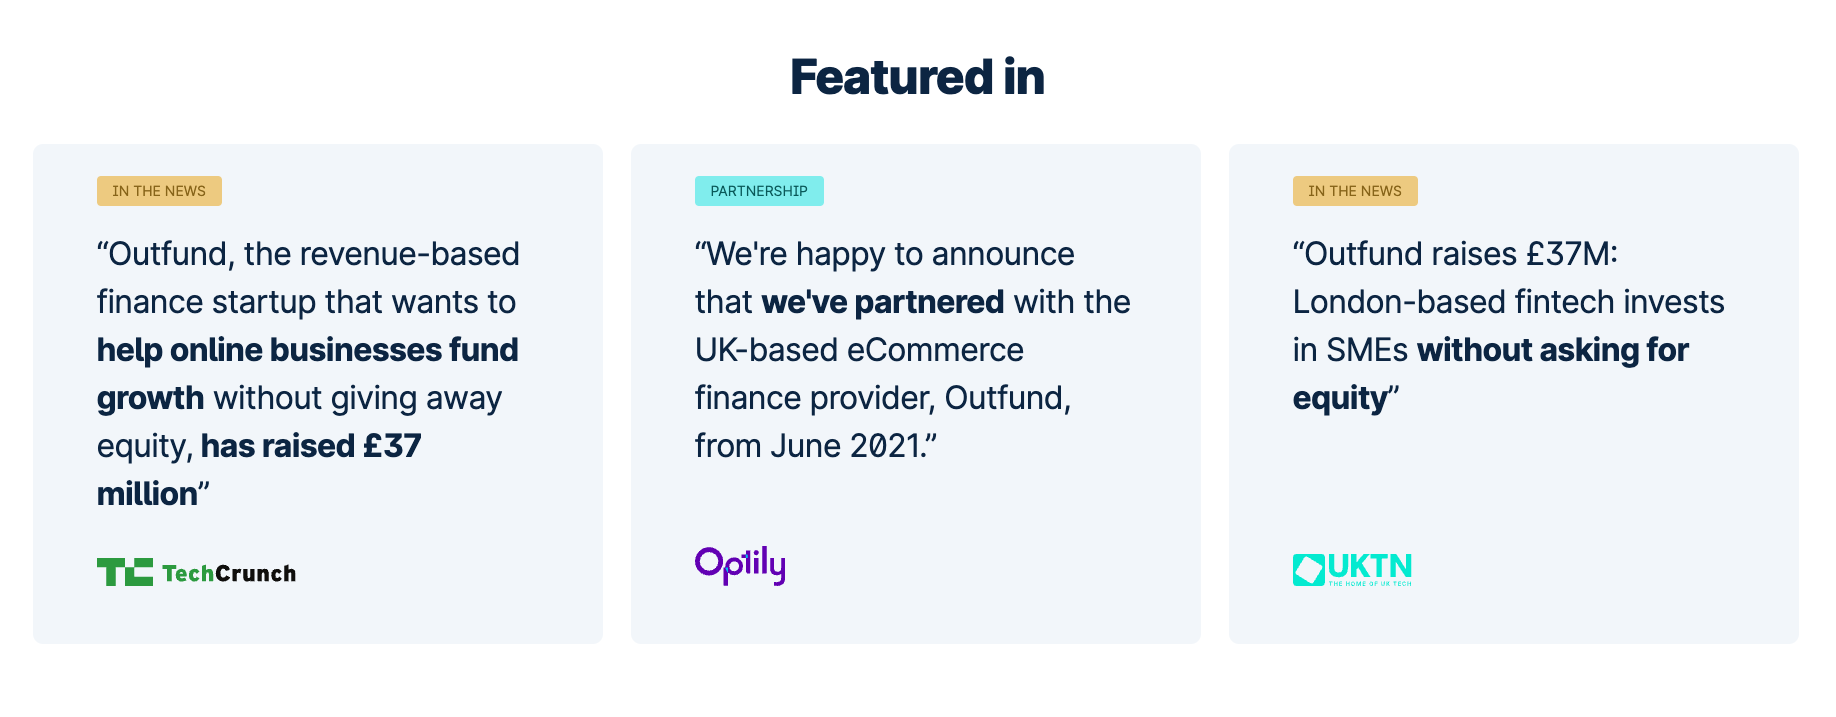 Featured in
IN THE NEWS
“Outfund, the revenue-based
finance startup that wants to
help online businesses fund
growth without giving away
equity, has raised £37
million”
TC TechCrunch
PARTNERSHIP
“We're happy to announce
that we've partnered with the
UK-based eCommerce
finance provider, Outfund,
from June 2021.”
Optily
IN THE NEWS
“Outfund raises £37M:
London-based fintech invests
in SMEs without asking for
equity”
UKTN
THE HOME OF UK TECH